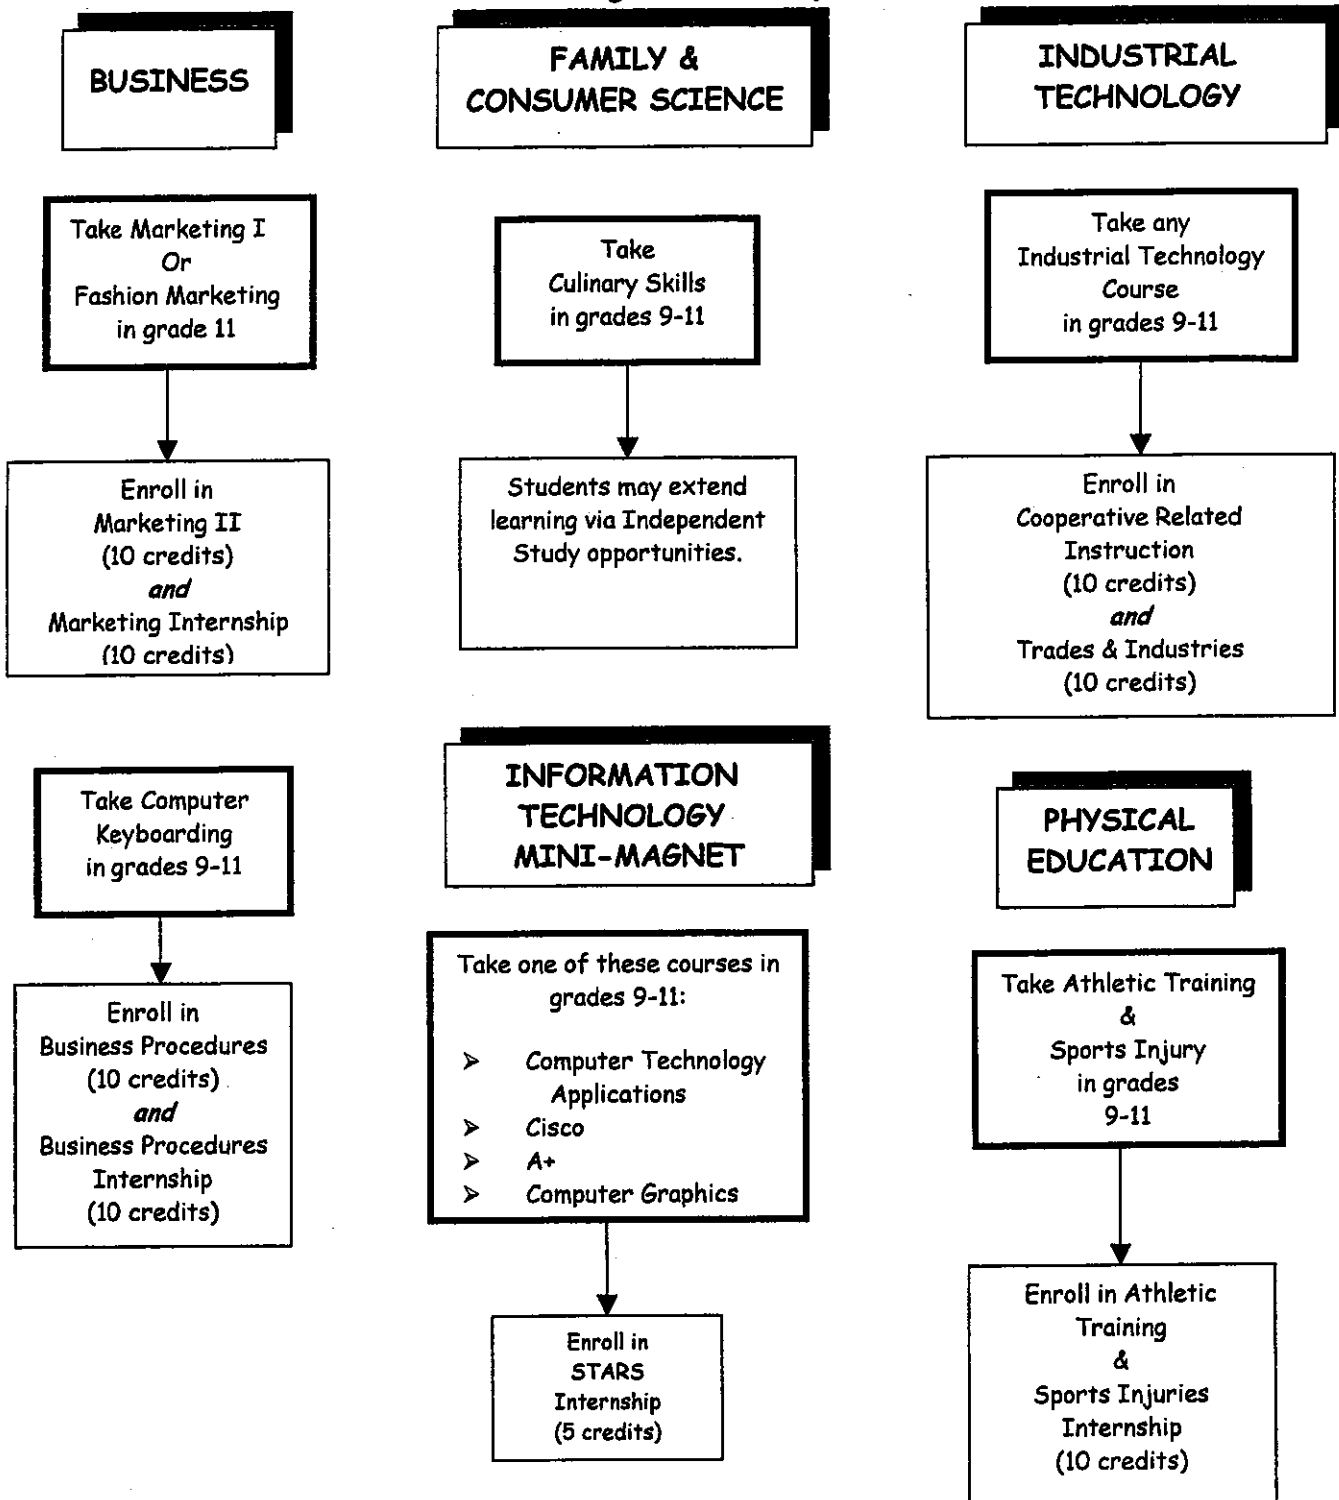 BUSINESS
Take Marketing I
Or
Fashion Marketing
in grade 11
Enroll in
Marketing II
(10 credits)
and
Marketing Internship
(10 credits)
Take Computer
Keyboarding
in grades 9-11
Enroll in
Business Procedures
(10 credits)
and
Business Procedures
Internship
(10 credits)
FAMILY &
CONSUMER SCIENCE
Take
Culinary Skills
in grades 9-11
Students may extend
learning via Independent
Study opportunities.
INFORMATION
TECHNOLOGY
MINI-MAGNET
Take one of these courses in
grades 9-11:
➢ Computer Technology
Applications
➢ Cisco
➢ A+
➢ Computer Graphics
Enroll in
STARS
Internship
(5 credits)
INDUSTRIAL
TECHNOLOGY
Take any
Industrial Technology
Course
in grades 9-11
Enroll in
Cooperative Related
Instruction
(10 credits)
and
Trades & Industries
(10 credits)
PHYSICAL
EDUCATION
Take Athletic Training
&
Sports Injury
in grades
9-11
Enroll in Athletic
Training
&
Sports Injuries
Internship
(10 credits)